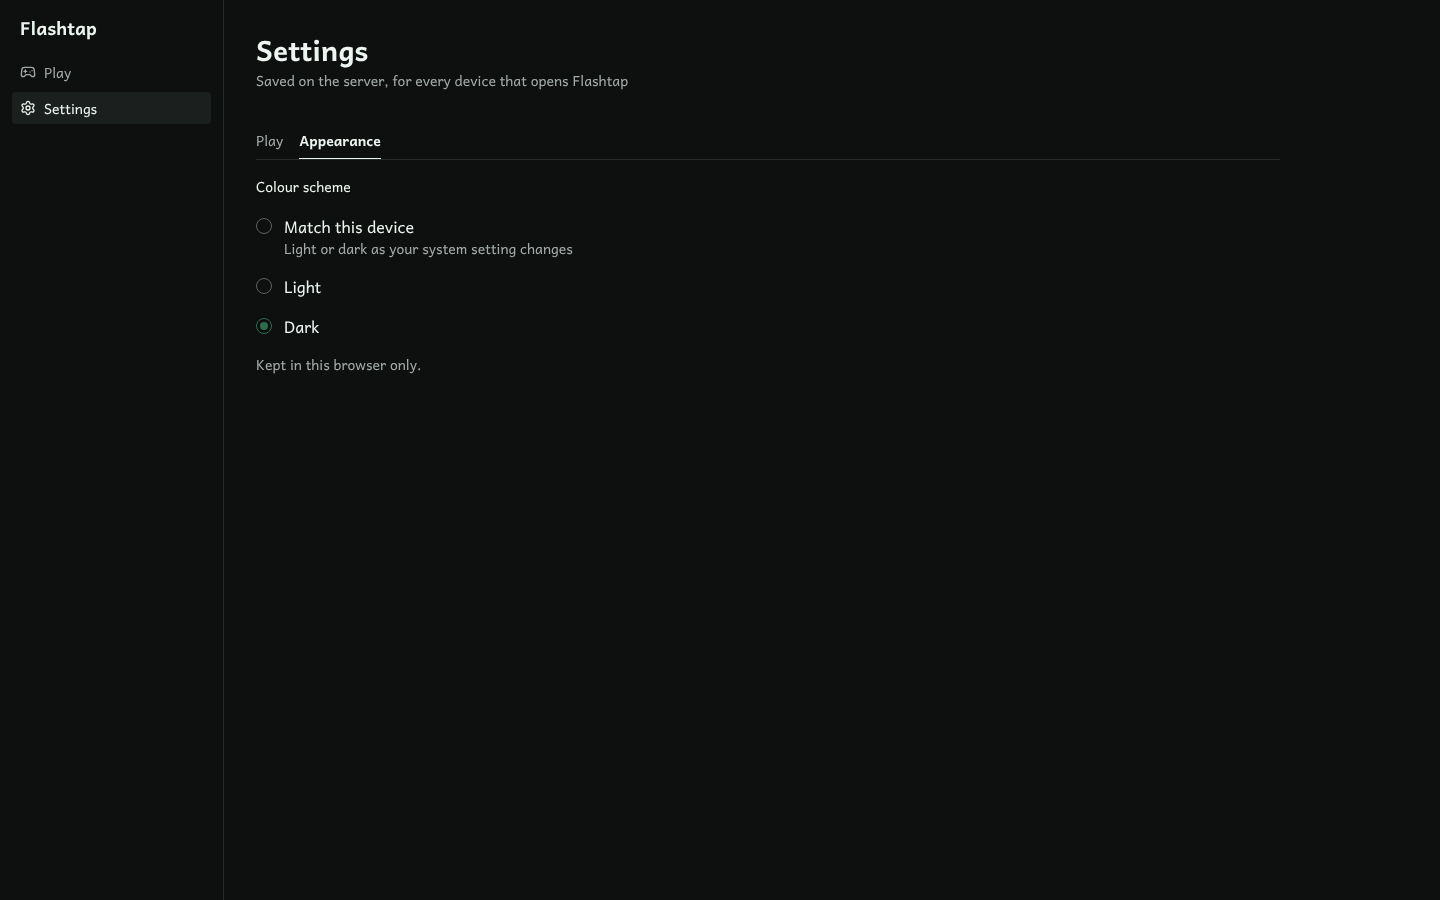 Flashtap
Play
Settings
Settings
Saved on the server, for every device that opens Flashtap
Play
Appearance
Colour scheme
Match this device
Light or dark as your system setting changes
Light
Dark
Kept in this browser only.